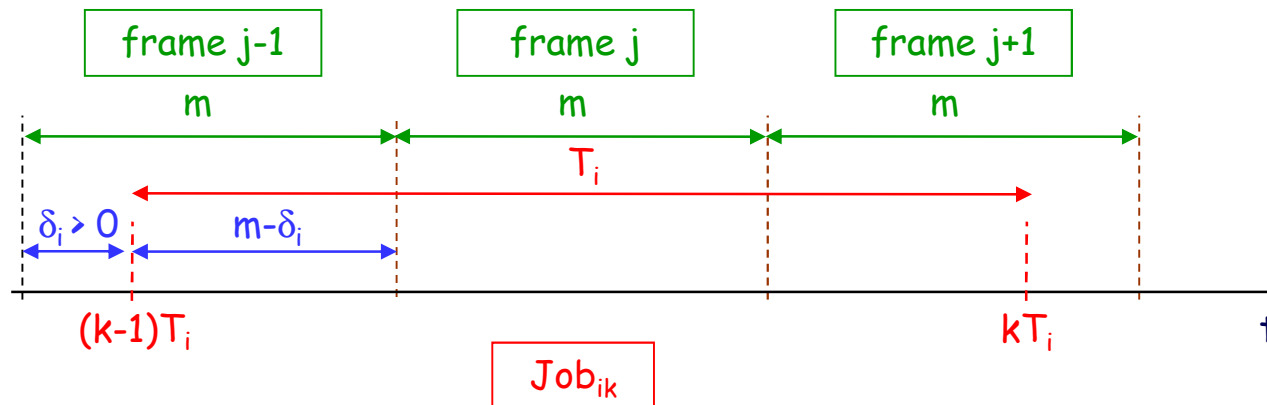 frame j-1 frame j frame j+1
m m m
Tᵢ
δᵢ > 0 m-δᵢ
(k-1)Tᵢ kTᵢ
Jobᵢₖ